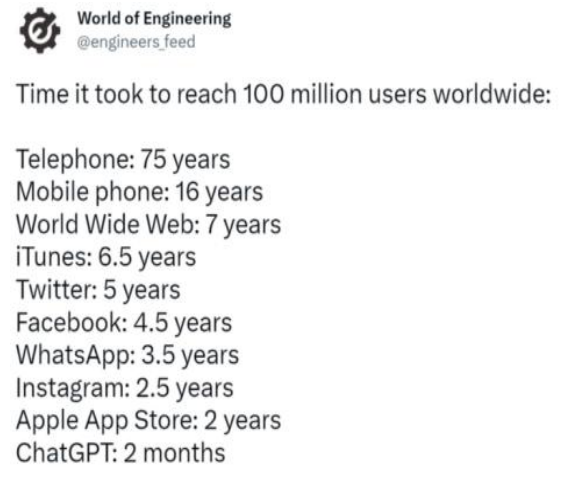 World of Engineering
@engineers_feed
Time it took to reach 100 million users worldwide:
Telephone: 75 years
Mobile phone: 16 years
World Wide Web: 7 years
iTunes: 6.5 years
Twitter: 5 years
Facebook: 4.5 years
WhatsApp: 3.5 years
Instagram: 2.5 years
Apple App Store: 2 years
ChatGPT: 2 months